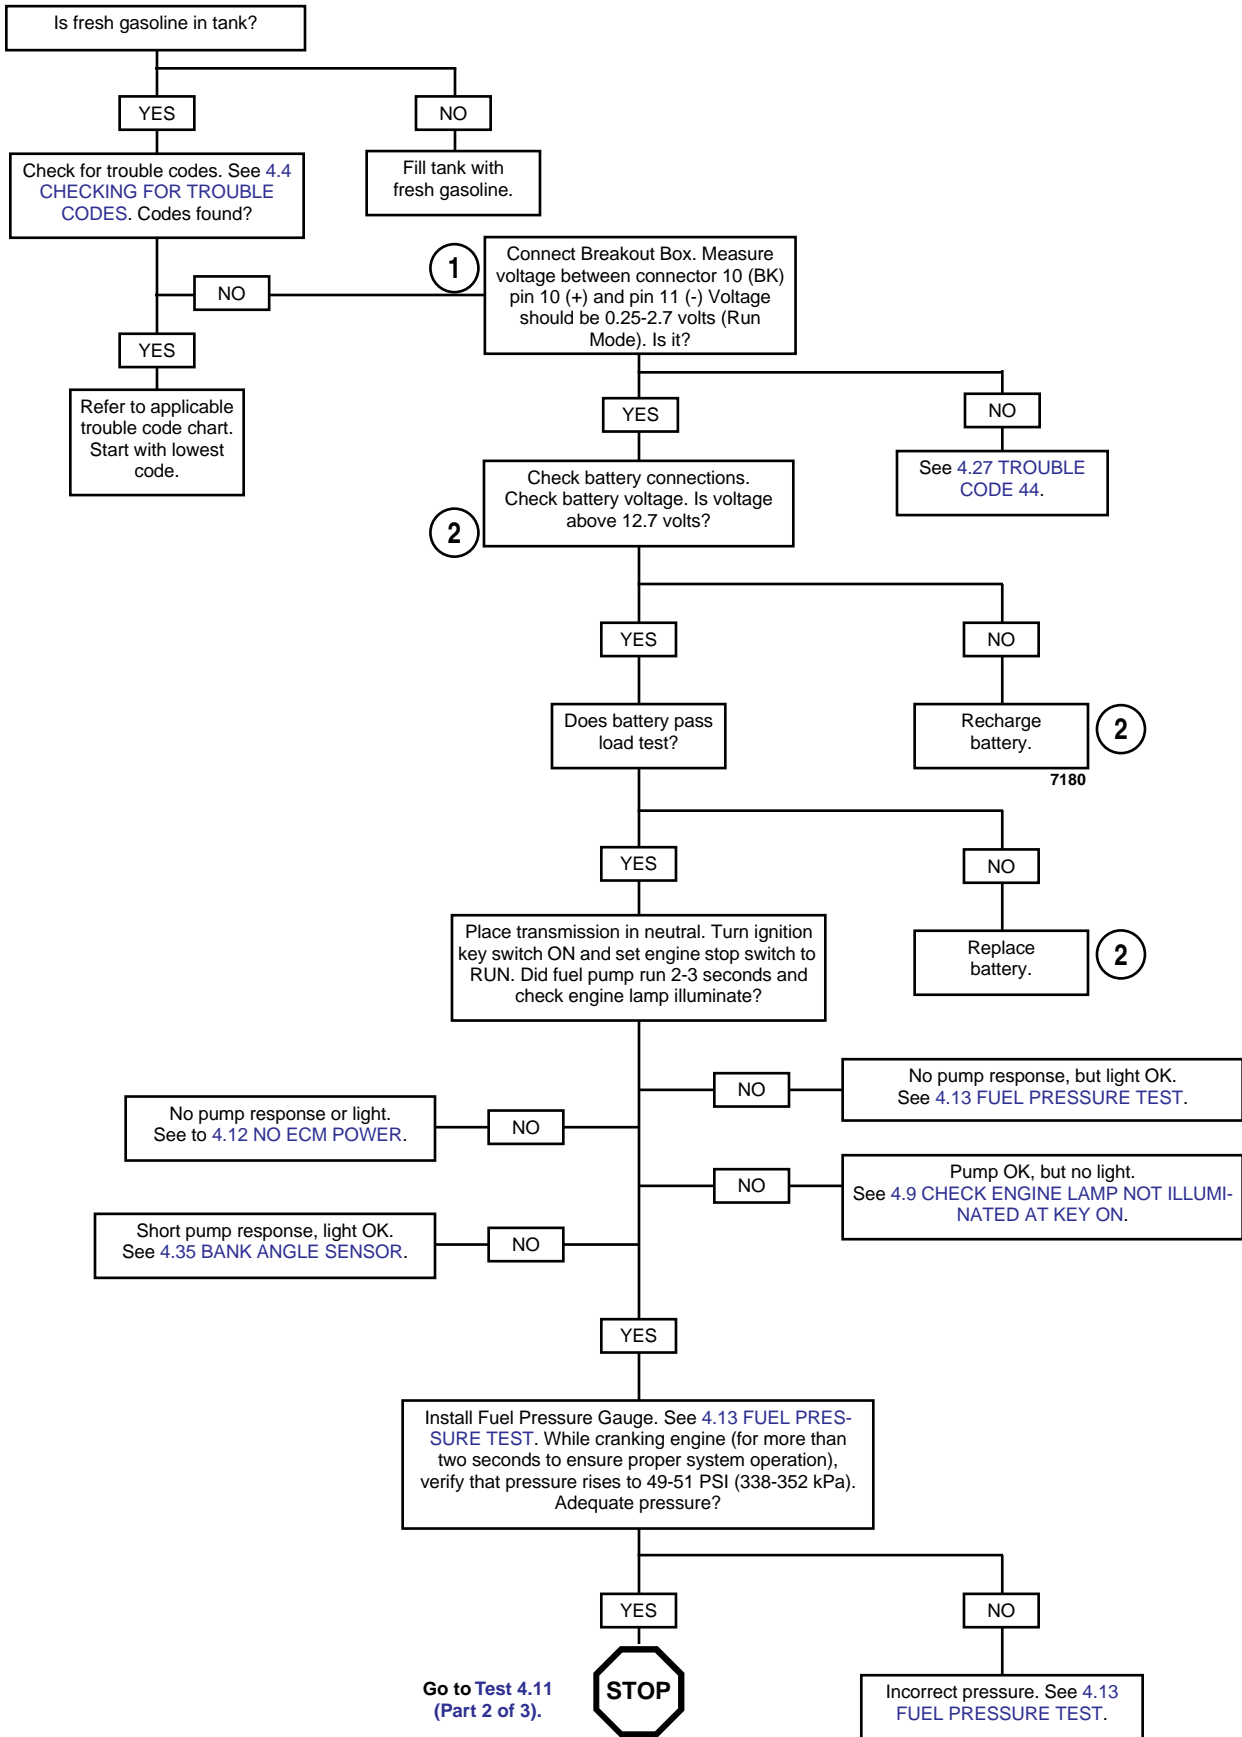 Is fresh gasoline in tank?
YES
NO
Check for trouble codes. See 4.4
CHECKING FOR TROUBLE
CODES. Codes found?
Fill tank with
fresh gasoline.
NO
1
Connect Breakout Box. Measure
voltage between connector 10 (BK)
pin 10 (+) and pin 11 (-) Voltage
should be 0.25-2.7 volts (Run
Mode). Is it?
YES
Refer to applicable
trouble code chart.
Start with lowest
code.
YES
NO
See 4.27 TROUBLE
CODE 44.
2
Check battery connections.
Check battery voltage. Is voltage
above 12.7 volts?
YES
NO
Does battery pass
load test?
Recharge
battery.
2
7180
YES
NO
Place transmission in neutral. Turn ignition
key switch ON and set engine stop switch to
RUN. Did fuel pump run 2-3 seconds and
check engine lamp illuminate?
Replace
battery.
2
NO
No pump response, but light OK.
See 4.13 FUEL PRESSURE TEST.
No pump response or light.
See to 4.12 NO ECM POWER.
NO
NO
Pump OK, but no light.
See 4.9 CHECK ENGINE LAMP NOT ILLUMI-
NATED AT KEY ON.
Short pump response, light OK.
See 4.35 BANK ANGLE SENSOR.
NO
YES
Install Fuel Pressure Gauge. See 4.13 FUEL PRES-
SURE TEST. While cranking engine (for more than
two seconds to ensure proper system operation),
verify that pressure rises to 49-51 PSI (338-352 kPa).
Adequate pressure?
YES
NO
Go to Test 4.11
(Part 2 of 3).
STOP
Incorrect pressure. See 4.13
FUEL PRESSURE TEST.